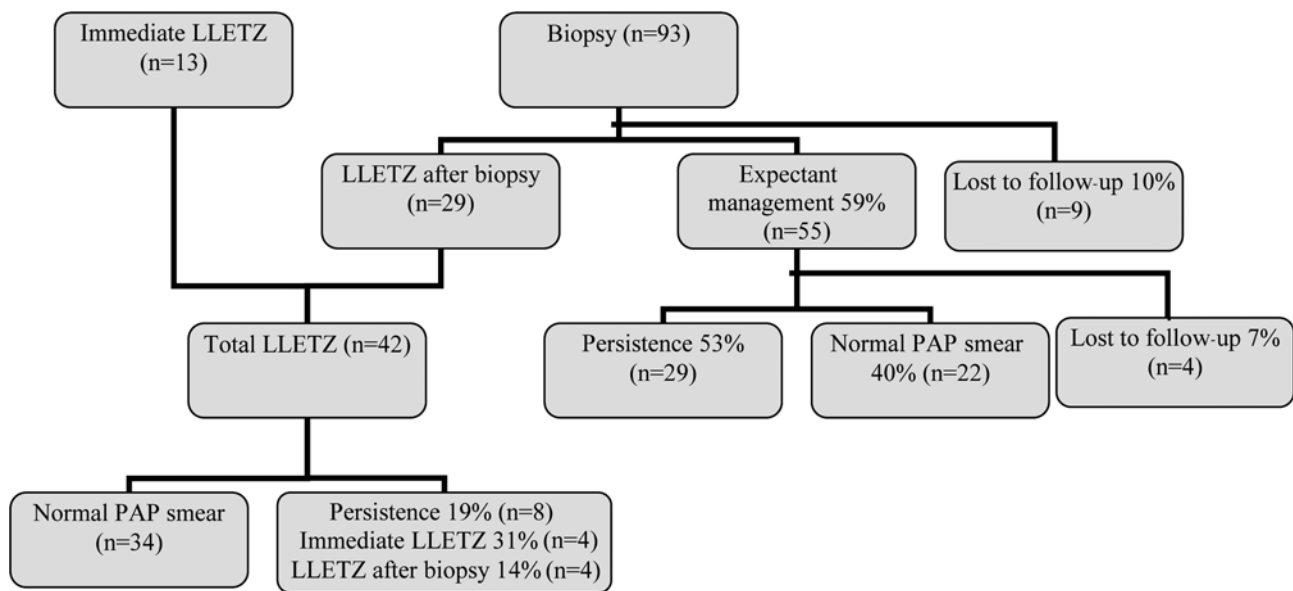 Immediate LLETZ
(n=13)
Biopsy (n=93)
LLETZ after biopsy
(n=29)
Expectant
management 59%
(n=55)
Lost to follow-up 10%
(n=9)
Total LLETZ (n=42)
Persistence 53%
(n=29)
Normal PAP smear
40% (n=22)
Lost to follow-up 7%
(n=4)
Normal PAP smear
(n=34)
Persistence 19% (n=8)
Immediate LLETZ 31% (n=4)
LLETZ after biopsy 14% (n=4)